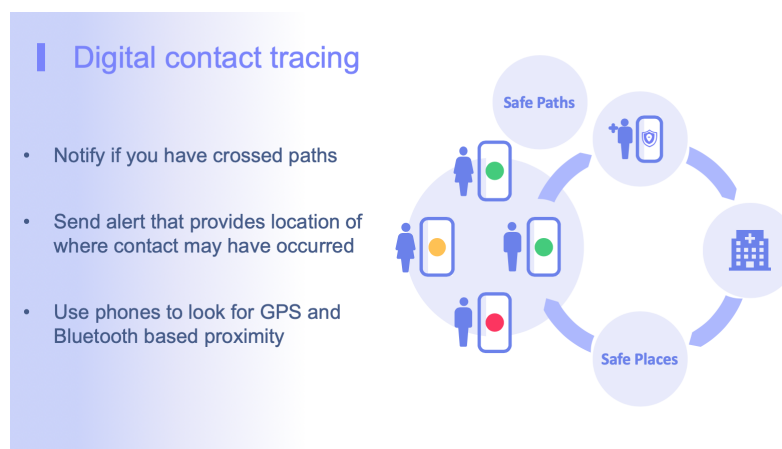 Digital contact tracing
• Notify if you have crossed paths
• Send alert that provides location of
where contact may have occurred
• Use phones to look for GPS and
Bluetooth based proximity
Safe Paths
Safe Places